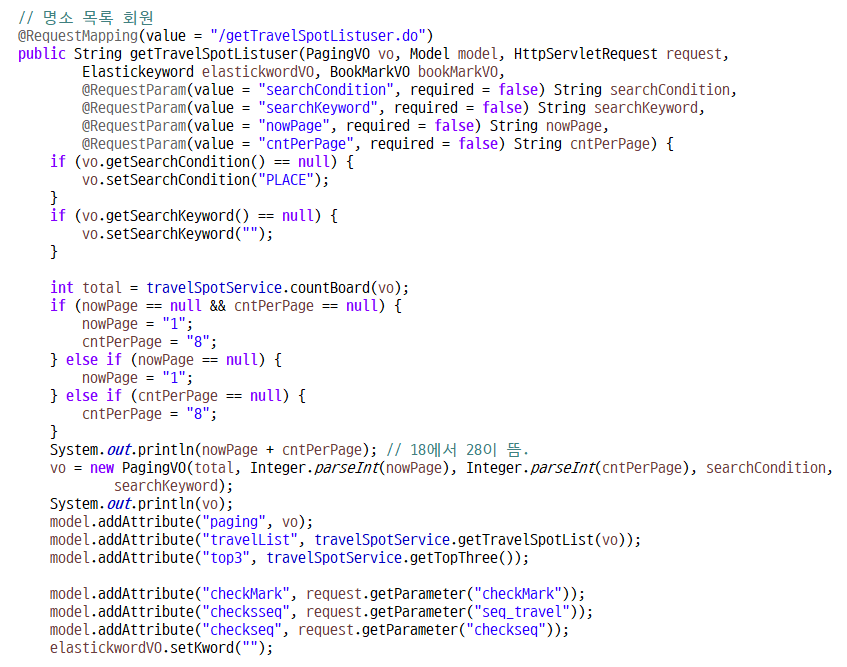 // 명소 목록 회원
@RequestMapping(value = "/getTravelSpotListuser.do")
public String getTravelSpotListuser(PagingVO vo, Model model, HttpServletRequest request,
        Elastickeyword elastickwordVO, BookMarkVO bookMarkVO,
        @RequestParam(value = "searchCondition", required = false) String searchCondition,
        @RequestParam(value = "searchKeyword", required = false) String searchKeyword,
        @RequestParam(value = "nowPage", required = false) String nowPage,
        @RequestParam(value = "cntPerPage", required = false) String cntPerPage) {
    if (vo.getSearchCondition() == null) {
        vo.setSearchCondition("PLACE");
    }
    if (vo.getSearchKeyword() == null) {
        vo.setSearchKeyword("");
    }

    int total = travelSpotService.countBoard(vo);
    if (nowPage == null && cntPerPage == null) {
        nowPage = "1";
        cntPerPage = "8";
    } else if (nowPage == null) {
        nowPage = "1";
    } else if (cntPerPage == null) {
        cntPerPage = "8";
    }
    System.out.println(nowPage + cntPerPage); // 18에서 28이 뜸.
    vo = new PagingVO(total, Integer.parseInt(nowPage), Integer.parseInt(cntPerPage), searchCondition,
            searchKeyword);
    System.out.println(vo);
    model.addAttribute("paging", vo);
    model.addAttribute("travelList", travelSpotService.getTravelSpotList(vo));
    model.addAttribute("top3", travelSpotService.getTopThree());

    model.addAttribute("checkMark", request.getParameter("checkMark"));
    model.addAttribute("checksseq", request.getParameter("seq_travel"));
    model.addAttribute("checkseq", request.getParameter("checkseq"));
    elastickwordVO.setKword("");